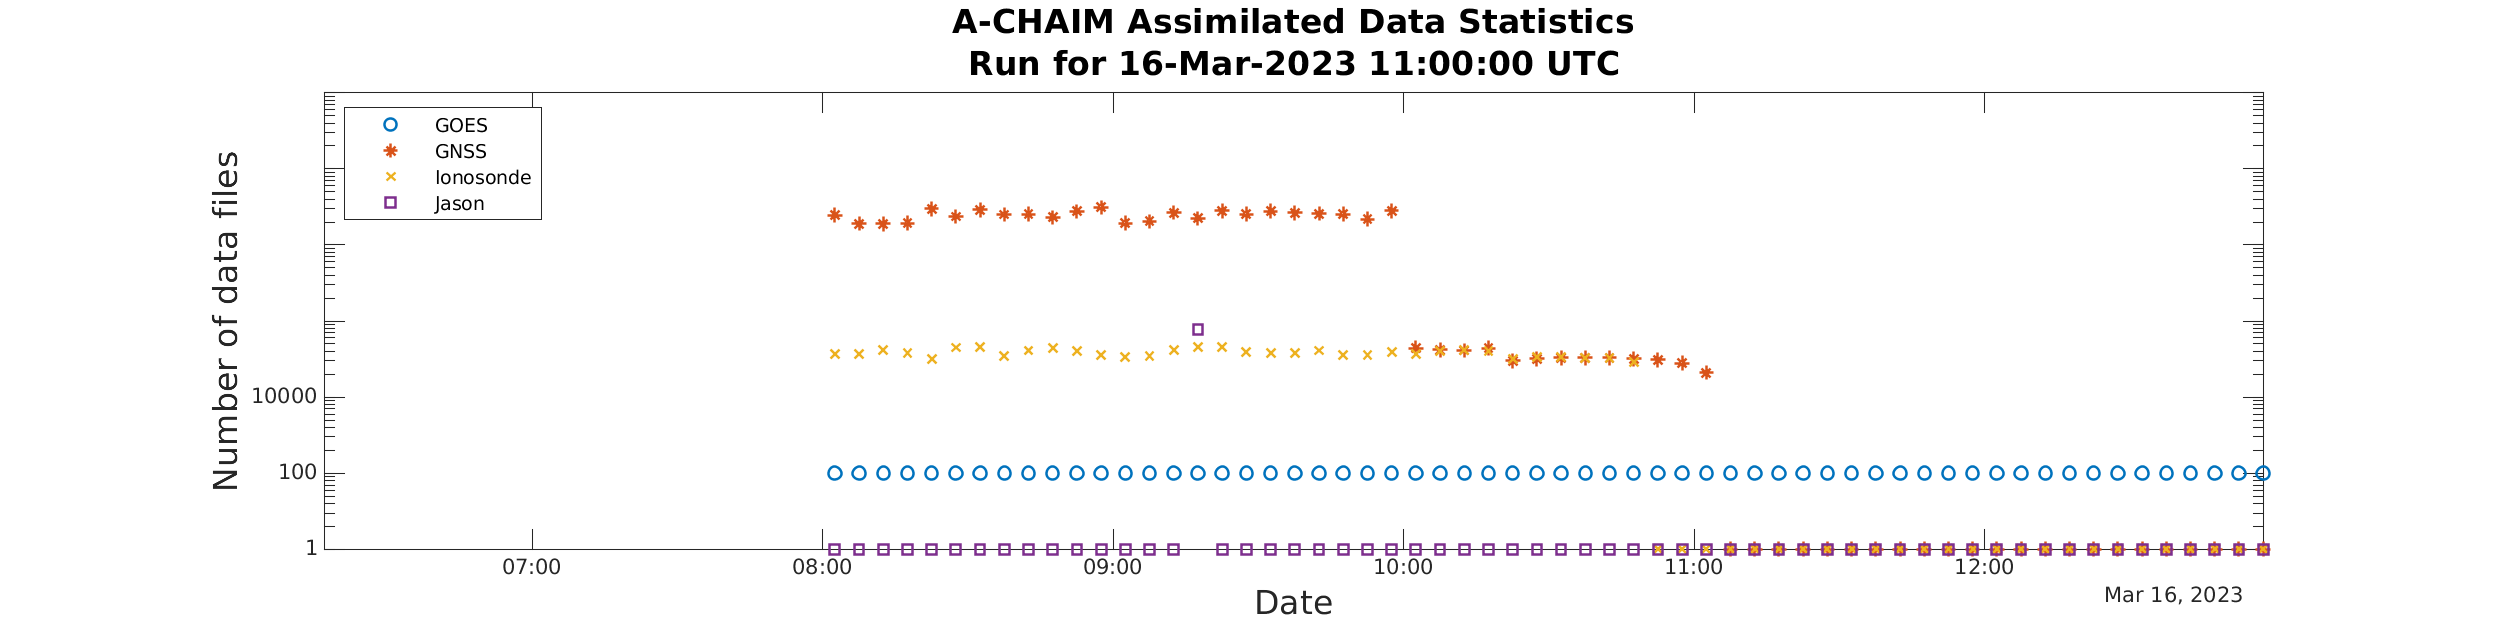 A-CHAIM Assimilated Data Statistics
Run for 16-Mar-2023 11:00:00 UTC
GOES
GNSS
Ionosonde
Jason
Number of data files
10000
100
1
07:00 08:00 09:00 10:00 11:00 12:00
Date
Mar 16, 2023